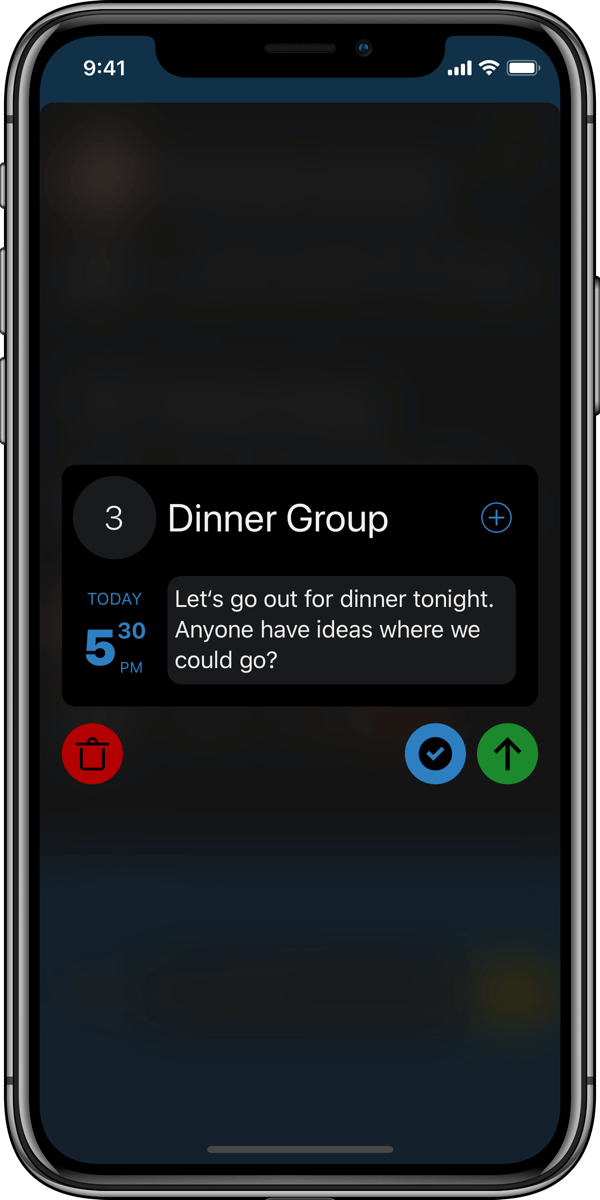 9:41
3
Dinner Group
TODAY
5 30 PM
Let’s go out for dinner tonight.
Anyone have ideas where we
could go?